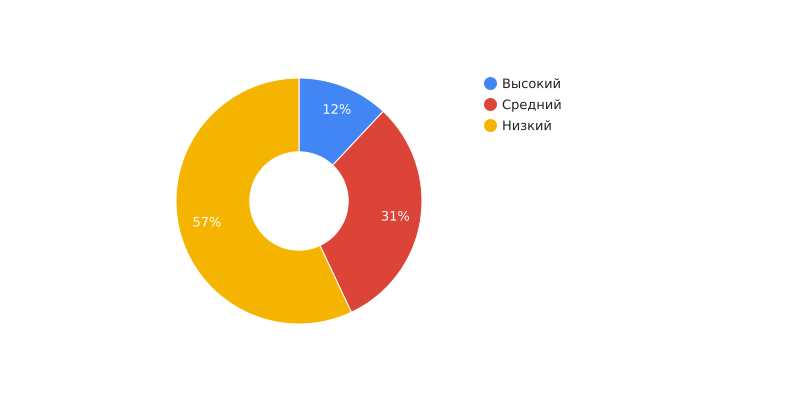 12%
31%
57%
Высокий
Средний
Низкий